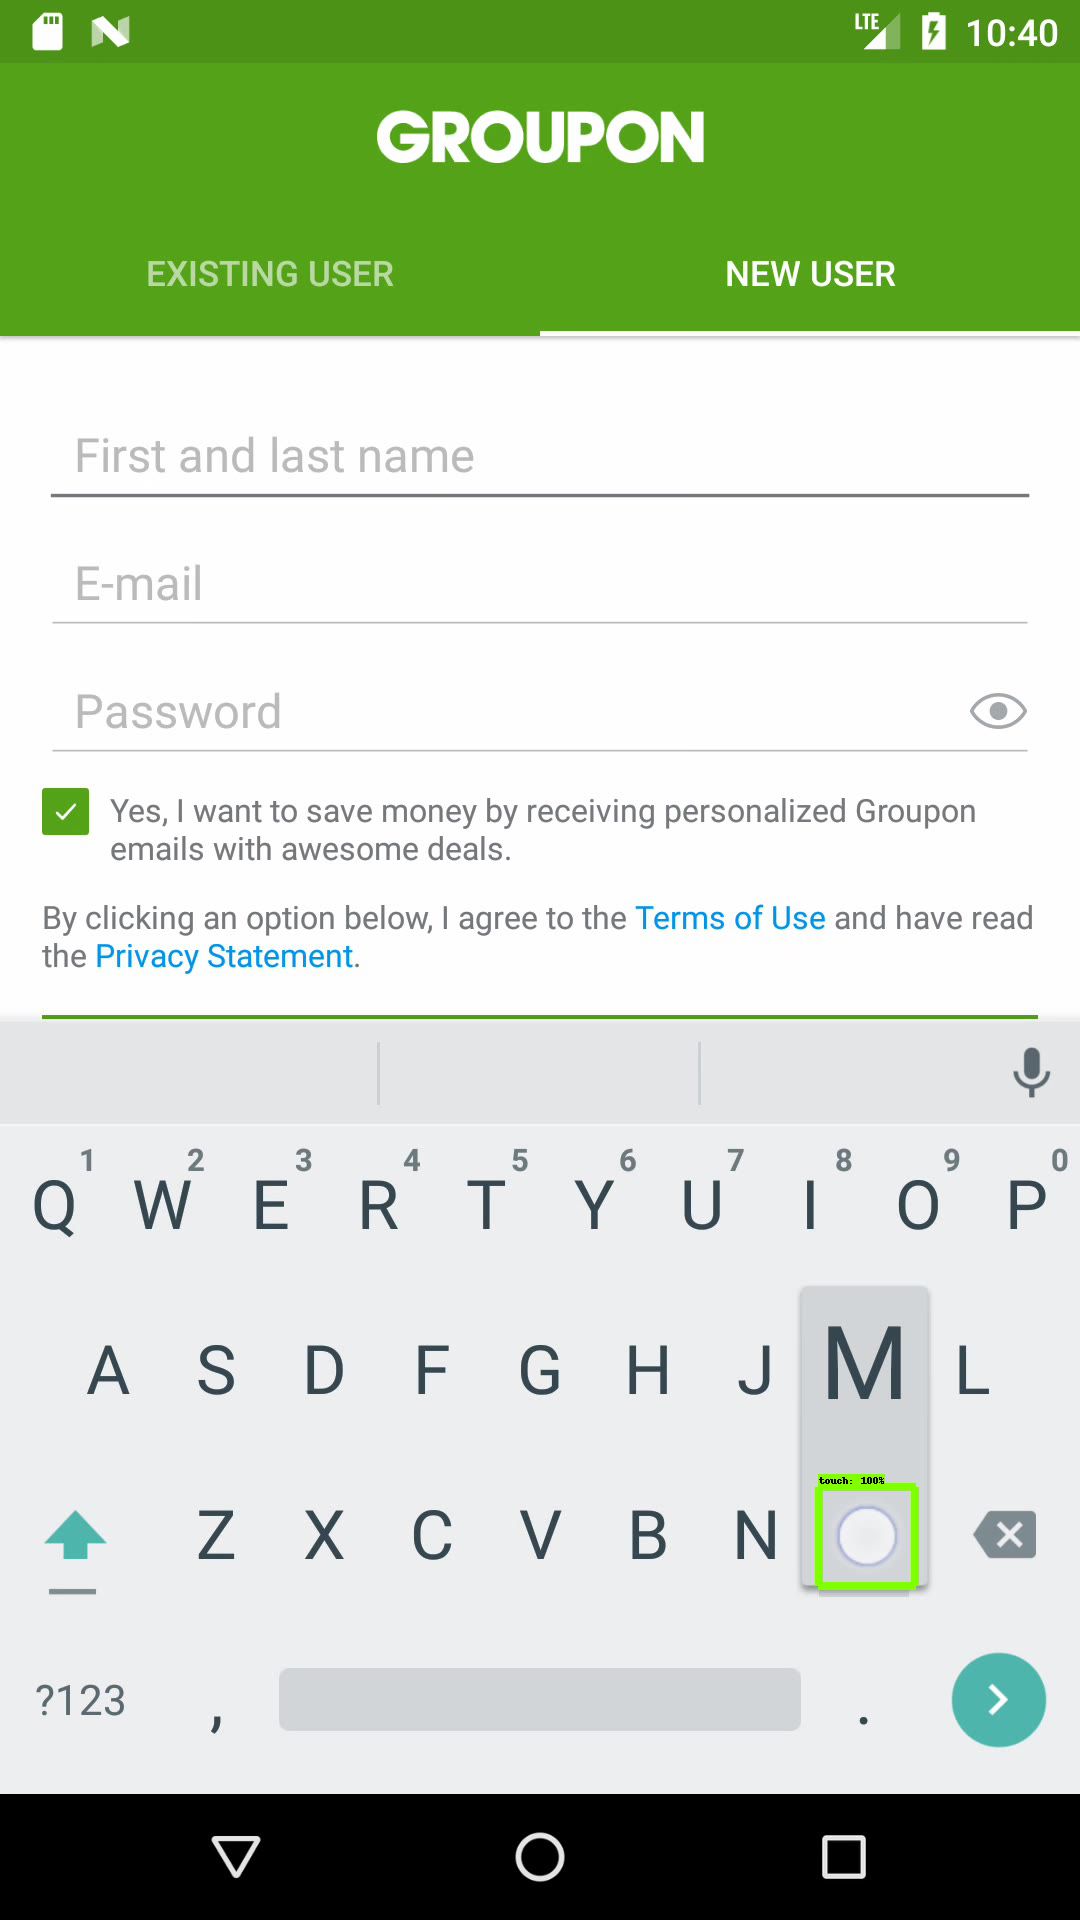 LTE 10:40
GROUPON
EXISTING USER NEW USER
First and last name
E-mail
Password
Yes, I want to save money by receiving personalized Groupon
emails with awesome deals.
By clicking an option below, I agree to the Terms of Use and have read
the Privacy Statement.
1 2 3 4 5 6 7 8 9 0
Q W E R T Y U I O P
A S D F G H J M L
touch: 100%
Z X C V B N
?123 , .